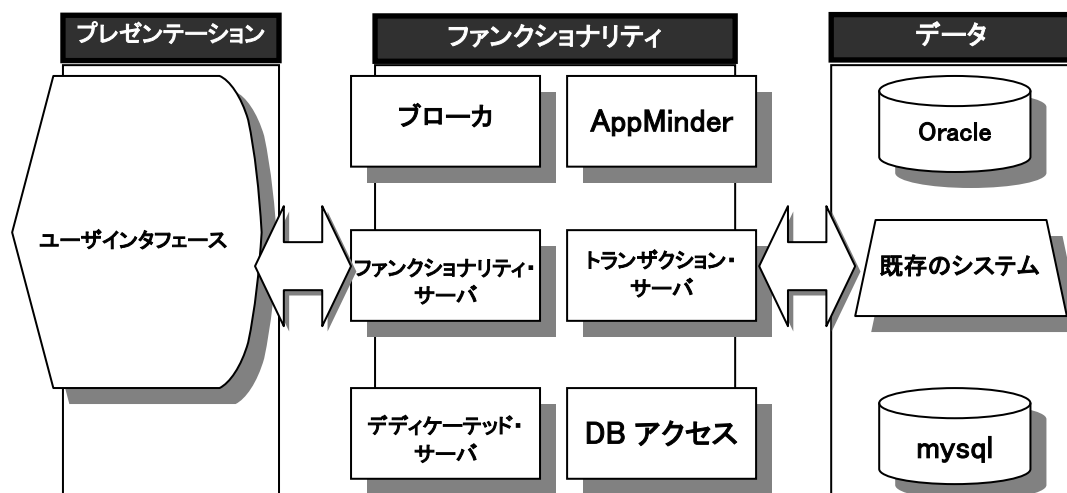 プレゼンテーション
ファンクショナリティ
データ
ブローカ
AppMinder
Oracle
ユーザインタフェース
ファンクショナリティ・
サーバ
トランザクション・
サーバ
既存のシステム
デディケーテッド・
サーバ
DB アクセス
mysql